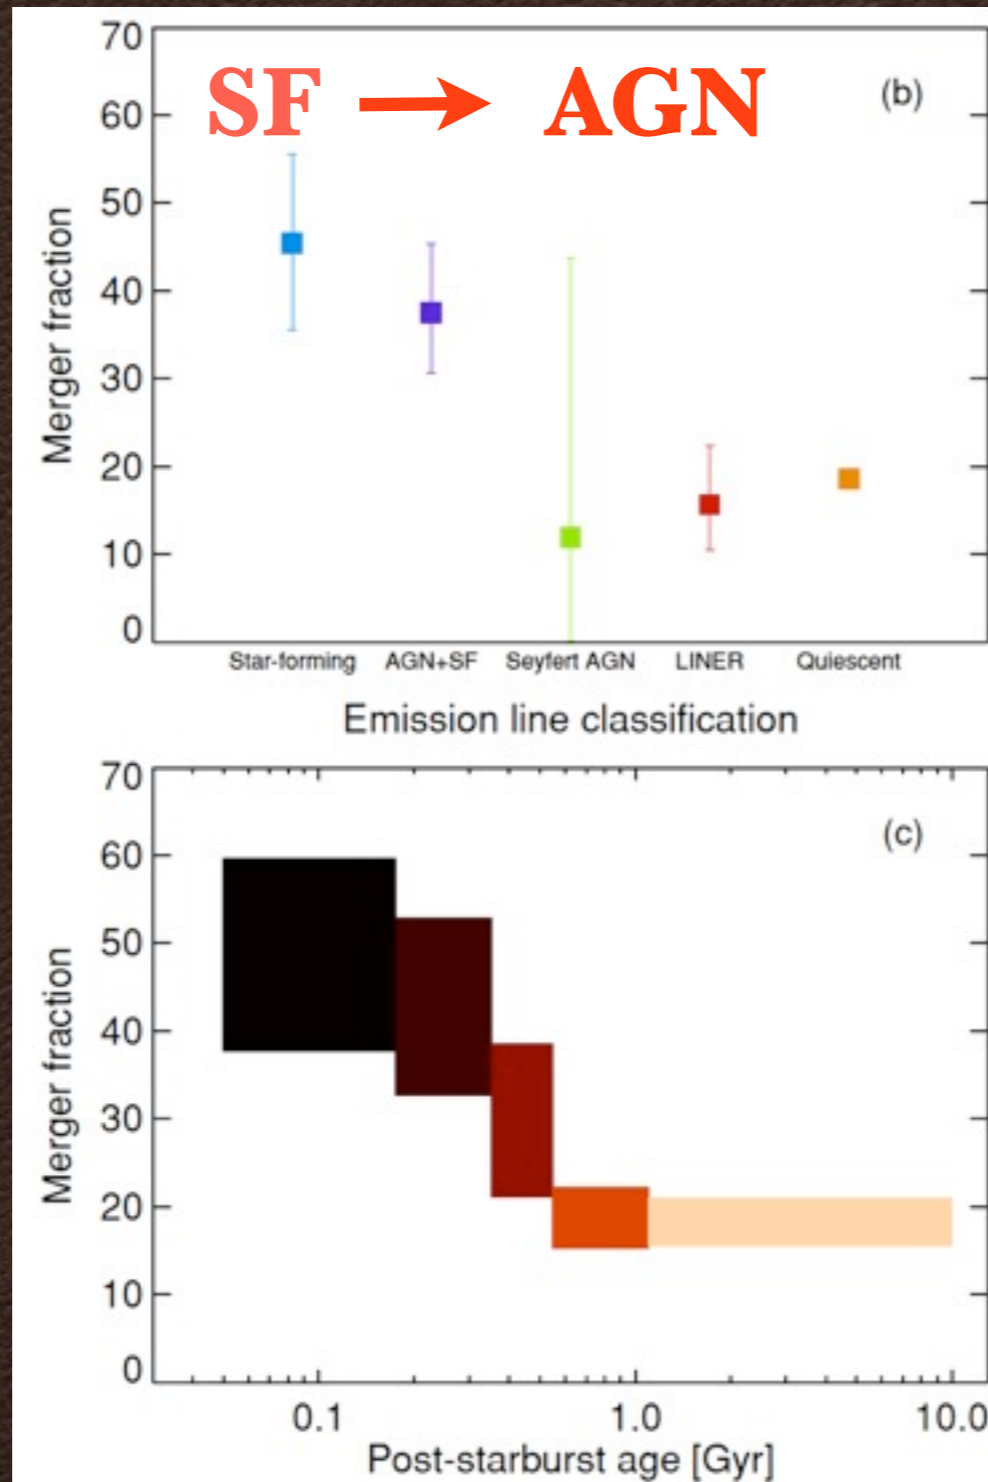 SF → AGN
(b)
70
60
50
40
30
20
10
0
Merger fraction
Star-forming AGN+SF Seyfert AGN LINER Quiescent
Emission line classification
(c)
70
60
50
40
30
20
10
0
Merger fraction
0.1 1.0 10.0
Post-starburst age [Gyr]